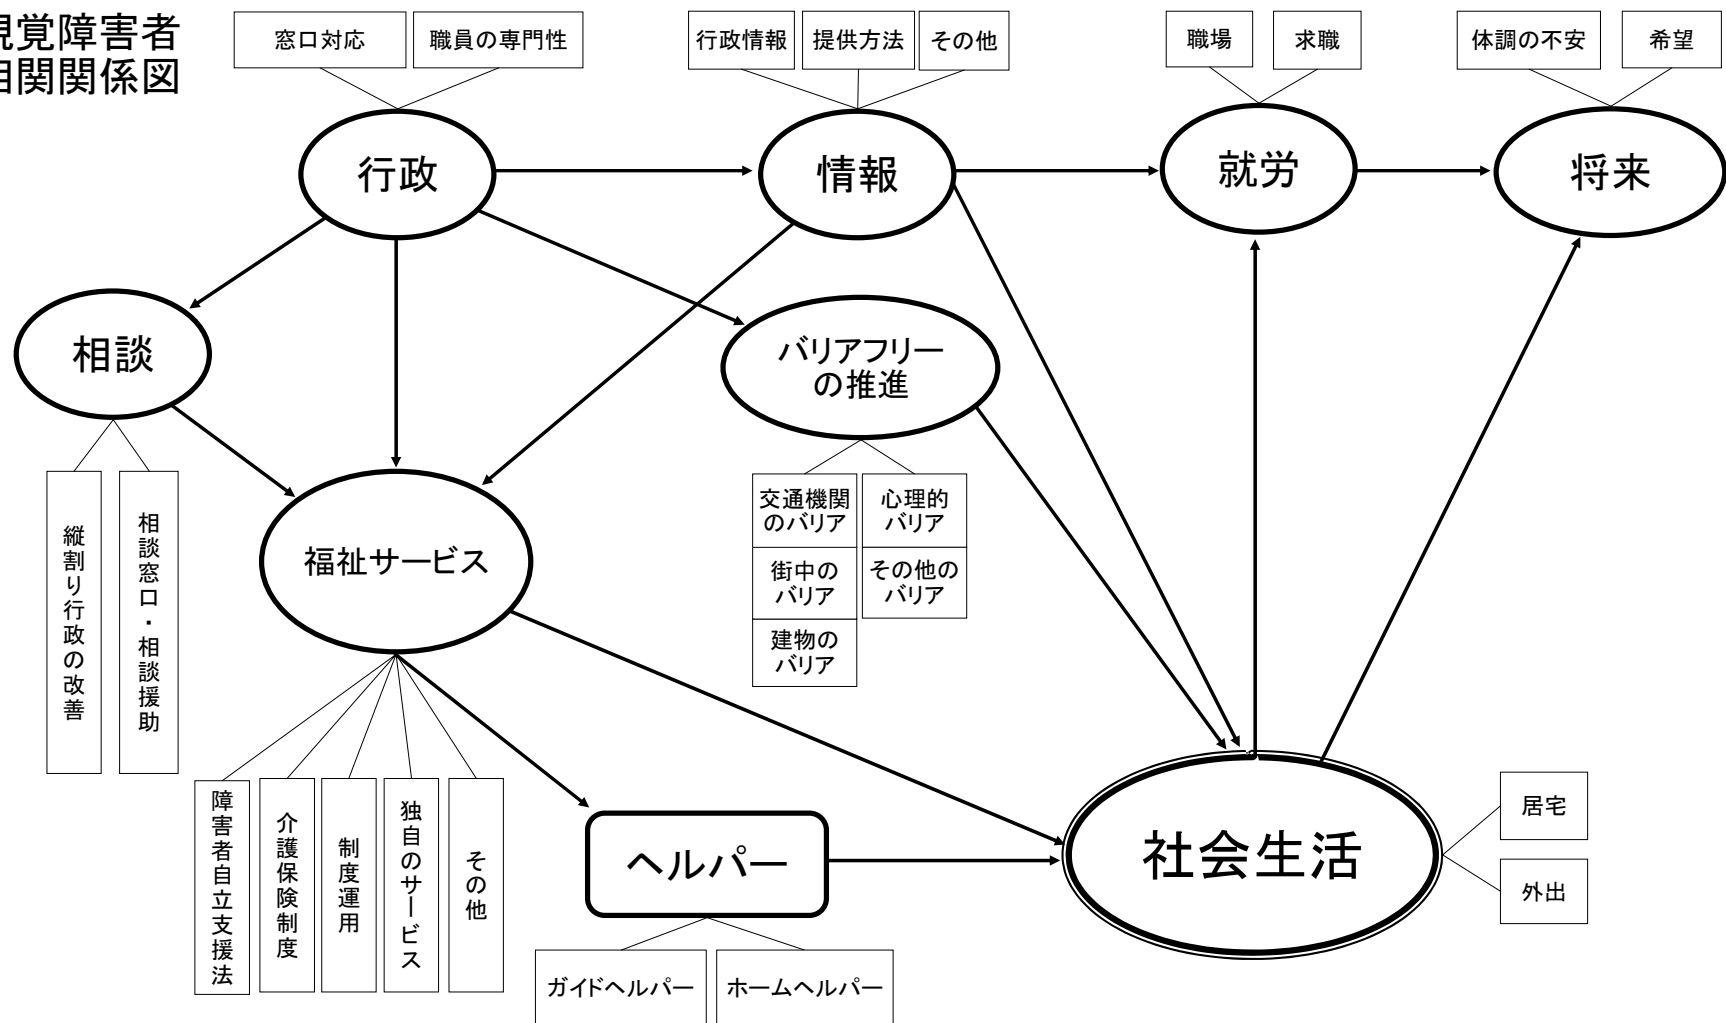 視覚障害者
相関関係図
窓口対応
職員の専門性
行政情報
提供方法
その他
職場
求職
体調の不安
希望
行政
情報
就労
将来
相談
バリアフリー
の推進
縦割り行政の改善
相談窓口・相談援助
交通機関
のバリア
心理的
バリア
街中の
バリア
その他の
バリア
建物の
バリア
福祉サービス
障害者自立支援法
介護保険制度
制度運用
独自のサービス
その他
ヘルパー
社会生活
居宅
外出
ガイドヘルパー
ホームヘルパー